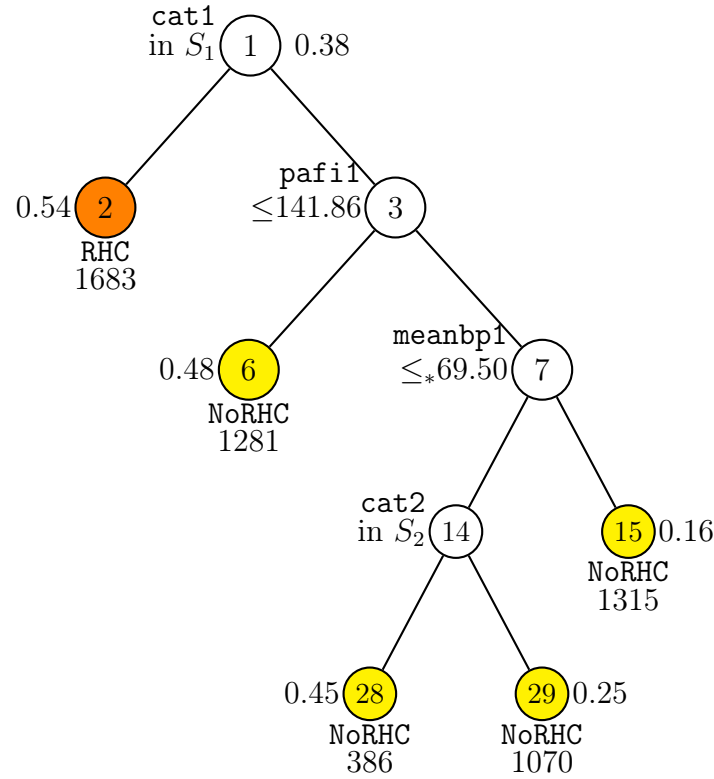 cat1
in S₁ 1 0.38
pafi1
0.54 2 ≤141.86 3
RHC
1683
meanbp1
0.48 6 ≤*69.50 7
NoRHC
1281
cat2
in S₂ 14 15 0.16
NoRHC
1315
0.45 28 29 0.25
NoRHC NoRHC
386 1070